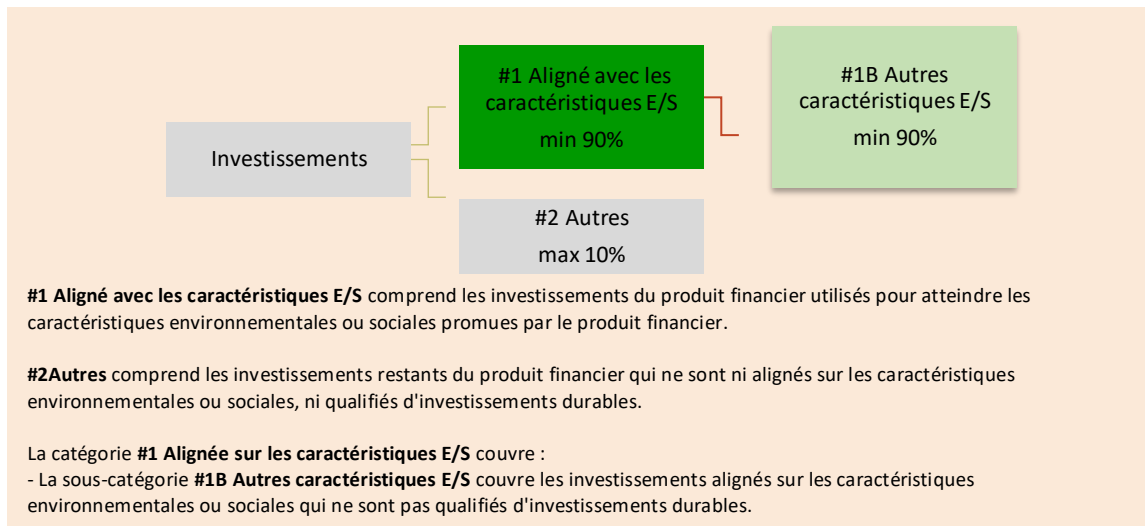 #1 Aligné avec les
caractéristiques E/S
min 90%
#1B Autres
caractéristiques E/S
min 90%
Investissements
#2 Autres
max 10%
#1 Aligné avec les caractéristiques E/S comprend les investissements du produit financier utilisés pour atteindre les
caractéristiques environnementales ou sociales promues par le produit financier.
#2Autres comprend les investissements restants du produit financier qui ne sont ni alignés sur les caractéristiques
environnementales ou sociales, ni qualifiés d'investissements durables.
La catégorie #1 Alignée sur les caractéristiques E/S couvre :
- La sous-catégorie #1B Autres caractéristiques E/S couvre les investissements alignés sur les caractéristiques
environnementales ou sociales qui ne sont pas qualifiés d'investissements durables.